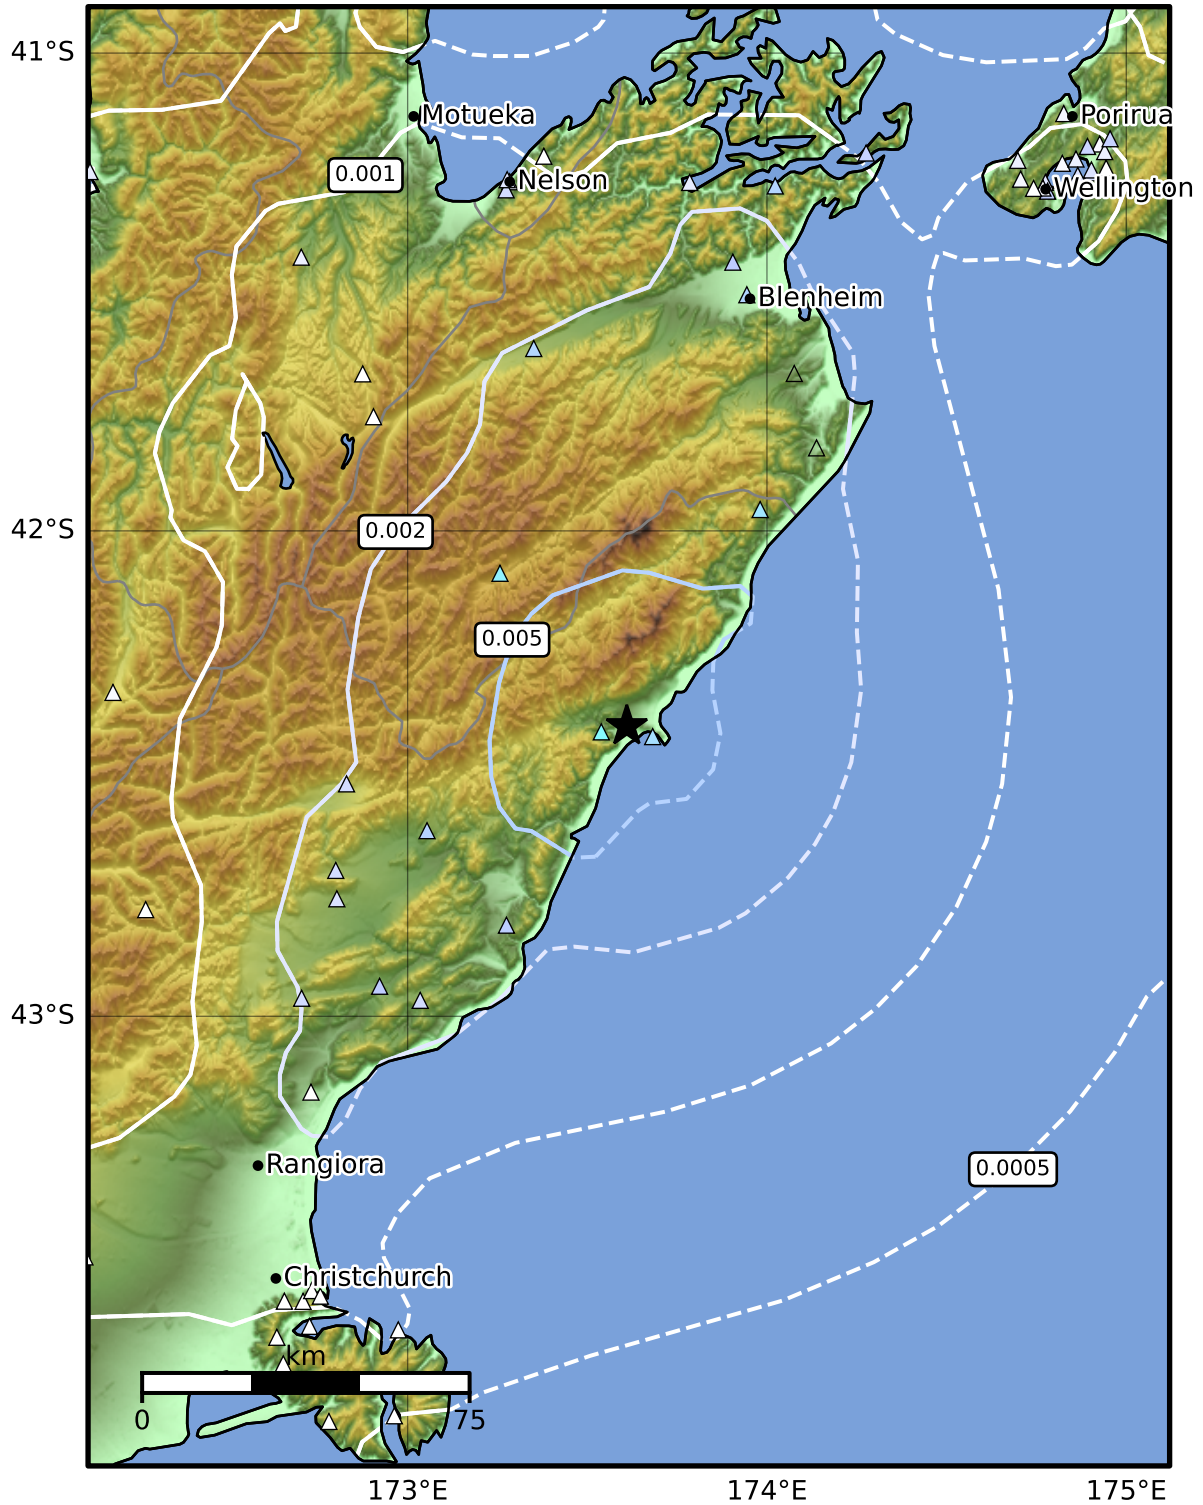 41°S
Motueka
Porirua
0.001
Nelson
Wellington
Blenheim
42°S
0.002
0.005
43°S
Rangiora
0.0005
Christchurch
km
0
75
173°E
174°E
175°E